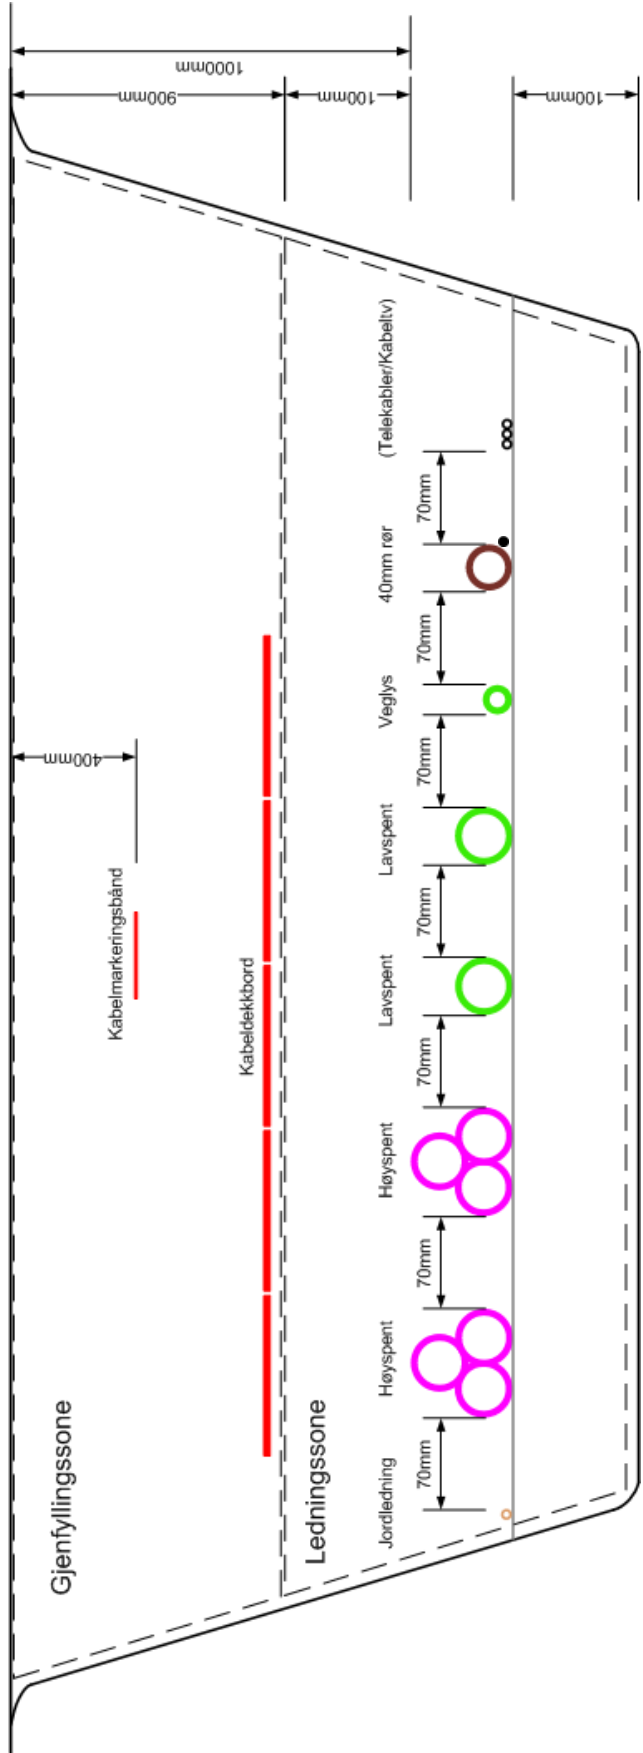 Gjenfyllingssone
Kabelmarkeringsbånd
400mm
900mm
1000mm
Kabeldekkbord
Ledningssone
100mm
Jordledning
Høyspent
Høyspent
Lavspent
Lavspent
Veglys
40mm rør
(Telekabler/Kabeltv)
70mm
70mm
70mm
70mm
70mm
70mm
70mm
100mm